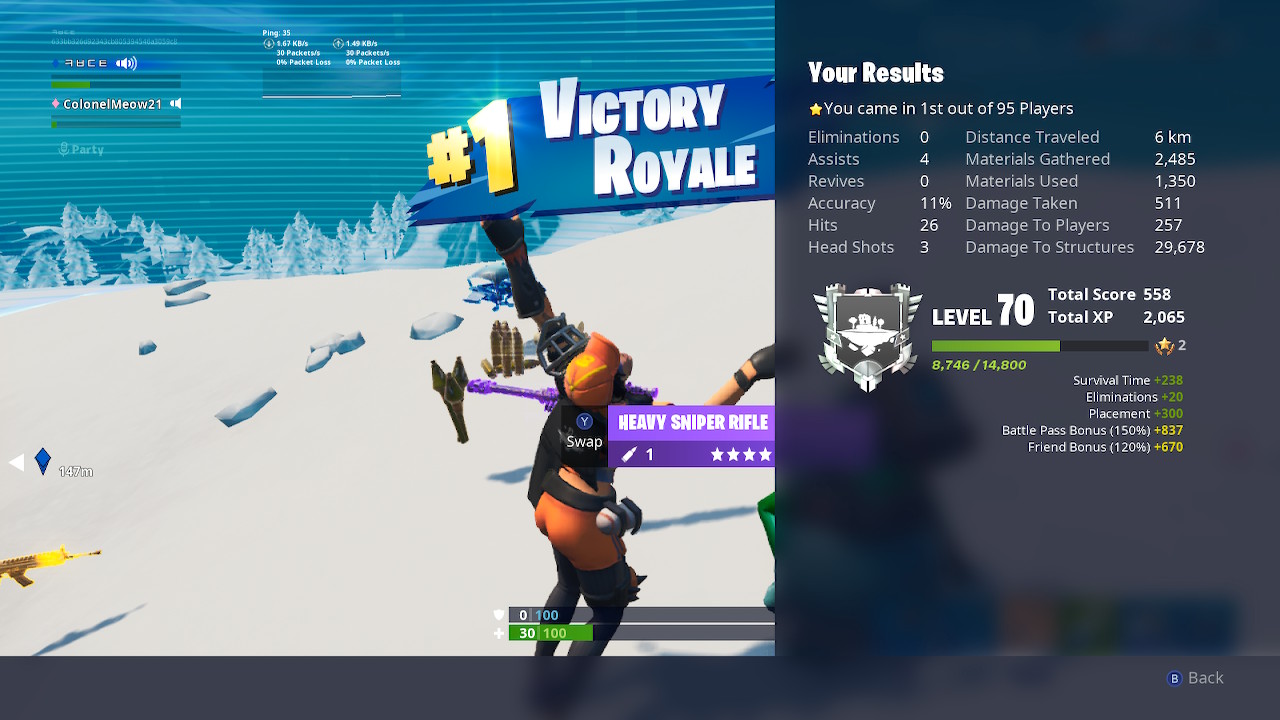 Ping: 35
1.67 KB/s 1.49 KB/s
30 Packets/s 30 Packets/s
0% Packet Loss 0% Packet Loss
ColonelMeow21
Party
#1 VICTORY
ROYALE
147m
Y
Swap
HEAVY SNIPER RIFLE
1
0 100
30 100
Your Results
You came in 1st out of 95 Players
Eliminations 0 Distance Traveled 6 km
Assists 4 Materials Gathered 2,485
Revives 0 Materials Used 1,350
Accuracy 11% Damage Taken 511
Hits 26 Damage To Players 257
Head Shots 3 Damage To Structures 29,678
LEVEL 70
Total Score 558
Total XP 2,065
2
8,746 / 14,800
Survival Time +238
Eliminations +20
Placement +300
Battle Pass Bonus (150%) +837
Friend Bonus (120%) +670
B Back